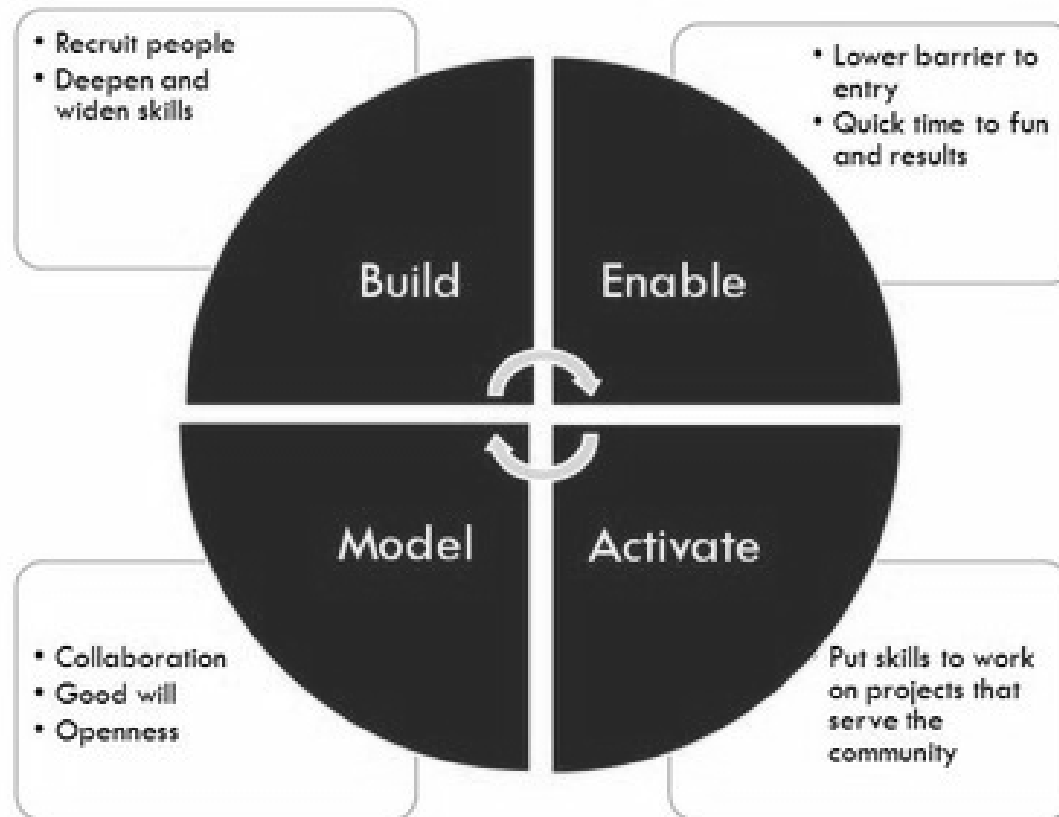 • Recruit people
• Deepen and
widen skills
• Lower barrier to
entry
• Quick time to fun
and results
Build
Enable
Model
Activate
• Collaboration
• Good will
• Openness
Put skills to work
on projects that
serve the
community